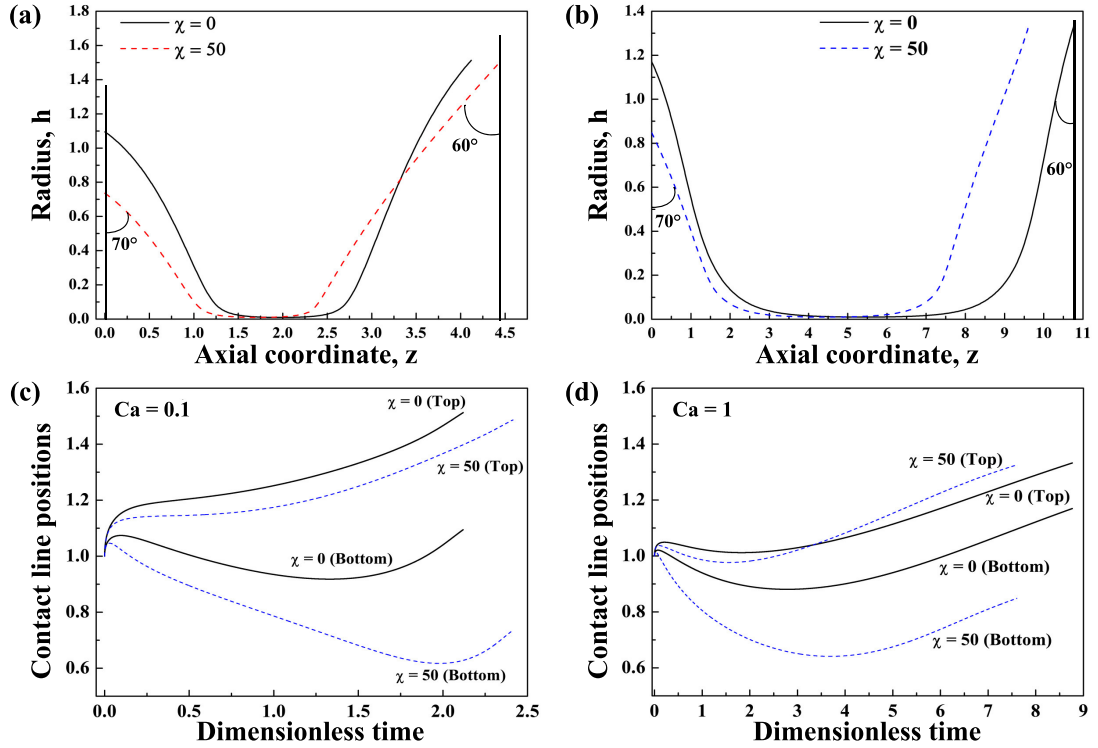 (a)
χ = 0
χ = 50
1.8
1.6
1.4
1.2
1.0
0.8
0.6
0.4
0.2
0.0
Radius, h
70°
60°
0.0 0.5 1.0 1.5 2.0 2.5 3.0 3.5 4.0 4.5 5.0
Axial coordinate, z
(b)
χ = 0
χ = 50
1.4
1.2
1.0
0.8
0.6
0.4
0.2
0.0
Radius, h
70°
60°
0 1 2 3 4 5 6 7 8 9 10 11
Axial coordinate, z
(c)
Ca = 0.1
χ = 0 (Top)
χ = 50 (Top)
χ = 0 (Bottom)
χ = 50 (Bottom)
1.6
1.4
1.2
1.0
0.8
0.6
Contact line positions
0.0 0.5 1.0 1.5 2.0 2.5
Dimensionless time
(d)
Ca = 1
χ = 50 (Top)
χ = 0 (Top)
χ = 0 (Bottom)
χ = 50 (Bottom)
1.6
1.4
1.2
1.0
0.8
0.6
Contact line positions
0 1 2 3 4 5 6 7 8 9
Dimensionless time